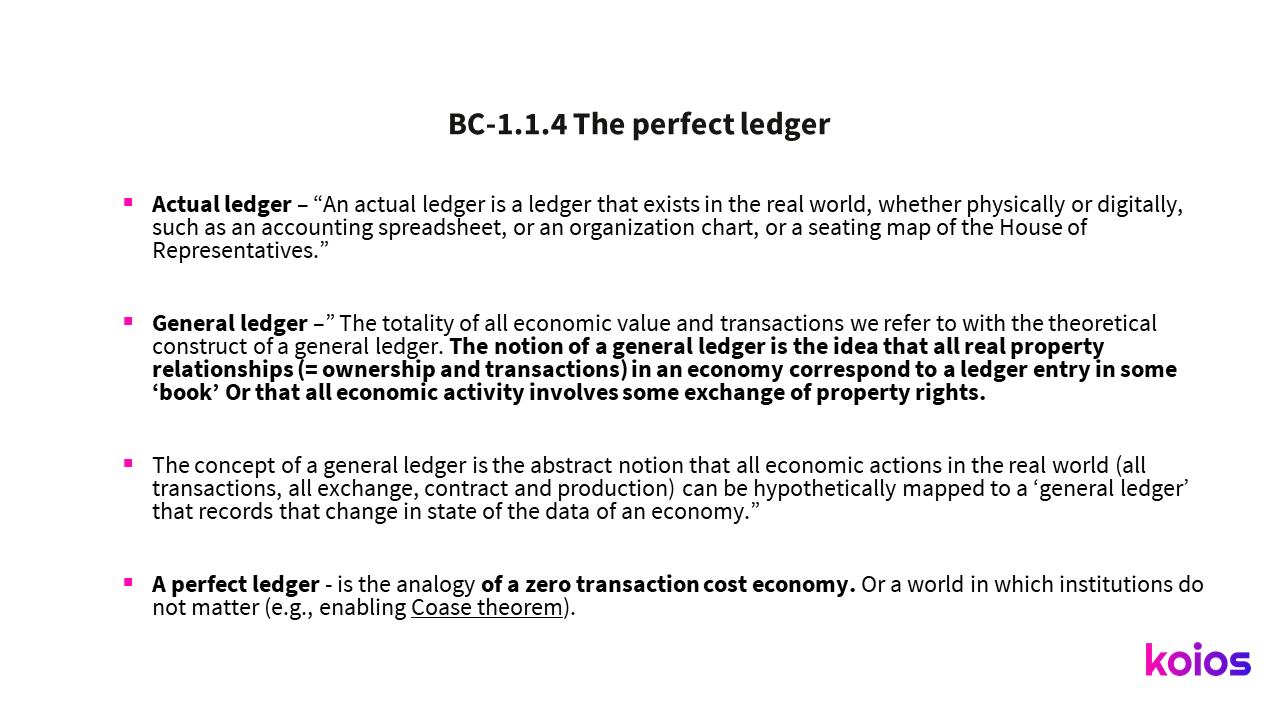 BC-1.1.4 The perfect ledger
Actual ledger – “An actual ledger is a ledger that exists in the real world, whether physically or digitally,
such as an accounting spreadsheet, or an organization chart, or a seating map of the House of
Representatives.”
General ledger –” The totality of all economic value and transactions we refer to with the theoretical
construct of a general ledger. The notion of a general ledger is the idea that all real property
relationships (= ownership and transactions) in an economy correspond to a ledger entry in some
‘book’ Or that all economic activity involves some exchange of property rights.
The concept of a general ledger is the abstract notion that all economic actions in the real world (all
transactions, all exchange, contract and production) can be hypothetically mapped to a ‘general ledger’
that records that change in state of the data of an economy.”
A perfect ledger - is the analogy of a zero transaction cost economy. Or a world in which institutions do
not matter (e.g., enabling Coase theorem).
koios